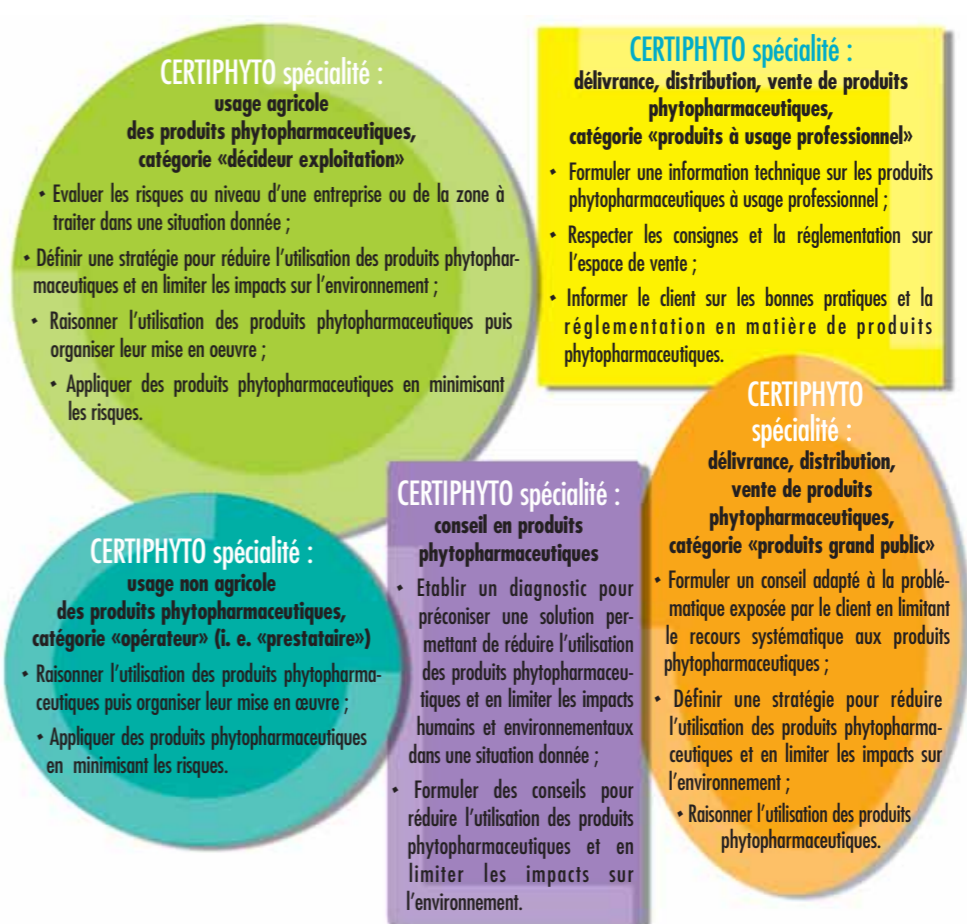 CERTIPHYTO spécialité :
usage agricole
des produits phytopharmaceutiques,
catégorie «décideur exploitation»
• Evaluer les risques au niveau d'une entreprise ou de la zone à
traiter dans une situation donnée ;
• Définir une stratégie pour réduire l'utilisation des produits phytophar-
maceutiques et en limiter les impacts sur l'environnement ;
• Raisonner l'utilisation des produits phytopharmaceutiques puis
organiser leur mise en oeuvre ;
• Appliquer des produits phytopharmaceutiques en minimisant
les risques.
CERTIPHYTO spécialité :
délivrance, distribution, vente de produits
phytopharmaceutiques,
catégorie «produits à usage professionnel»
• Formuler une information technique sur les produits
phytopharmaceutiques à usage professionnel ;
• Respecter les consignes et la réglementation sur
l'espace de vente ;
• Informer le client sur les bonnes pratiques et la
réglementation en matière de produits
phytopharmaceutiques.
CERTIPHYTO spécialité :
usage non agricole
des produits phytopharmaceutiques,
catégorie «opérateur» (i. e. «prestataire»)
• Raisonner l'utilisation des produits phytopharma-
ceutiques puis organiser leur mise en œuvre ;
• Appliquer des produits phytopharmaceutiques
en minimisant les risques.
CERTIPHYTO spécialité :
conseil en produits
phytopharmaceutiques
• Etablir un diagnostic pour
préconiser une solution per-
mettant de réduire l'utilisation
des produits phytopharmaceu-
tiques et en limiter les impacts
humains et environnementaux
dans une situation donnée ;
• Formuler des conseils pour
réduire l'utilisation des produits
phytopharmaceutiques et en
limiter les impacts sur
l'environnement.
CERTIPHYTO
spécialité :
délivrance, distribution,
vente de produits
phytopharmaceutiques,
catégorie «produits grand public»
• Formuler un conseil adapté à la problé-
matique exposée par le client en limitant
le recours systématique aux produits
phytopharmaceutiques ;
• Définir une stratégie pour réduire
l'utilisation des produits phytopharma-
ceutiques et en limiter les impacts sur
l'environnement ;
• Raisonner l'utilisation des produits
phytopharmaceutiques.